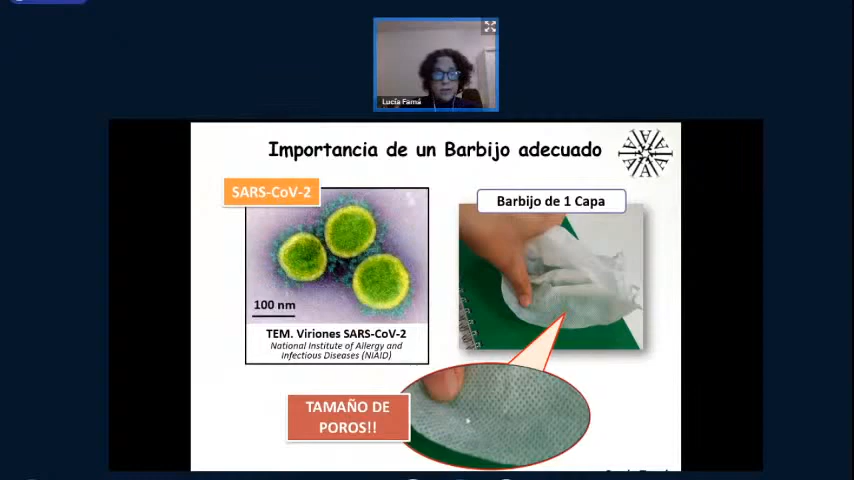 Lucía Famá
Importancia de un Barbijo adecuado
SARS-CoV-2
Barbijo de 1 Capa
100 nm
TEM. Viriones SARS-CoV-2
National Institute of Allergy and
Infectious Diseases (NIAID)
TAMAÑO DE
POROS!!